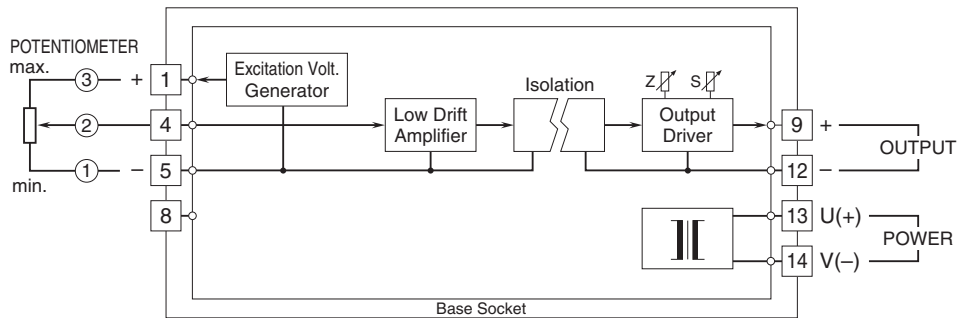 POTENTIOMETER
max.
3 + 1
Excitation Volt.
Generator
Isolation
Z S
2 4
Low Drift
Amplifier
Output
Driver
9 +
OUTPUT
1 – 5
12 –
min.
8
13 U(+)
POWER
14 V(–)
Base Socket